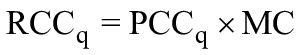 RCC_q = PCC_q × MC